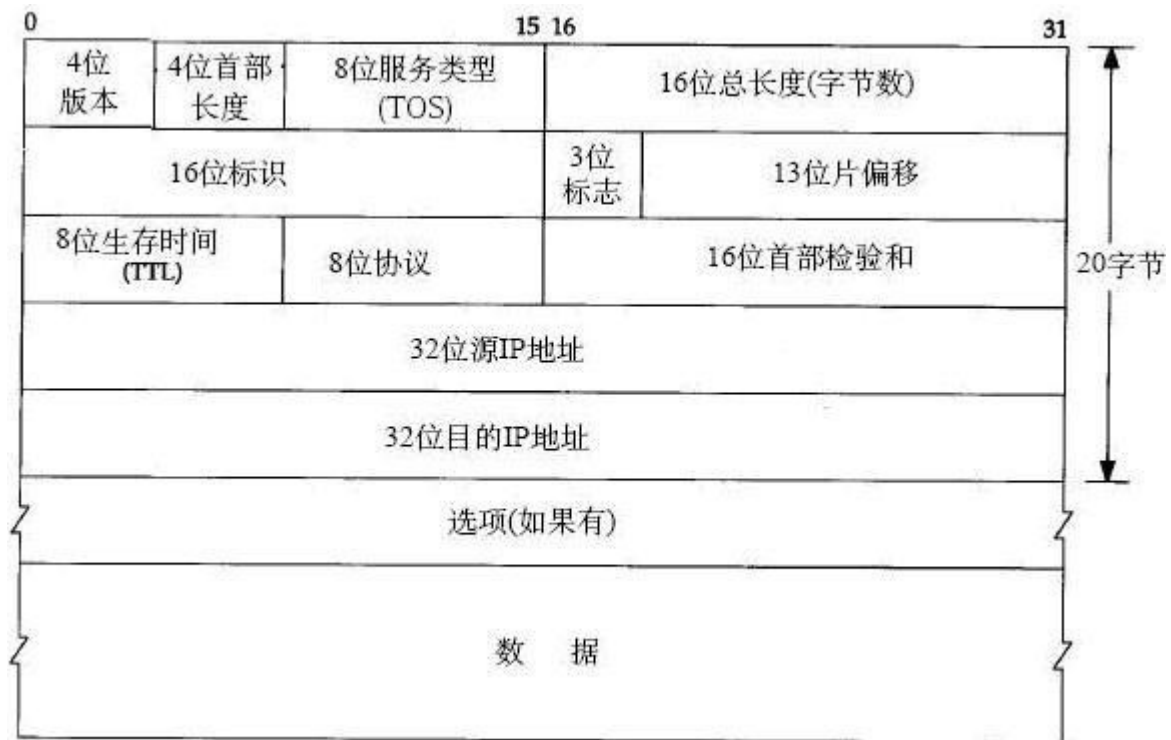 0 15 16 31
4位版本 4位首部长度 8位服务类型(TOS) 16位总长度(字节数)
16位标识 3位标志 13位片偏移
8位生存时间(TTL) 8位协议 16位首部检验和 20字节
32位源IP地址
32位目的IP地址
选项(如果有)
数 据